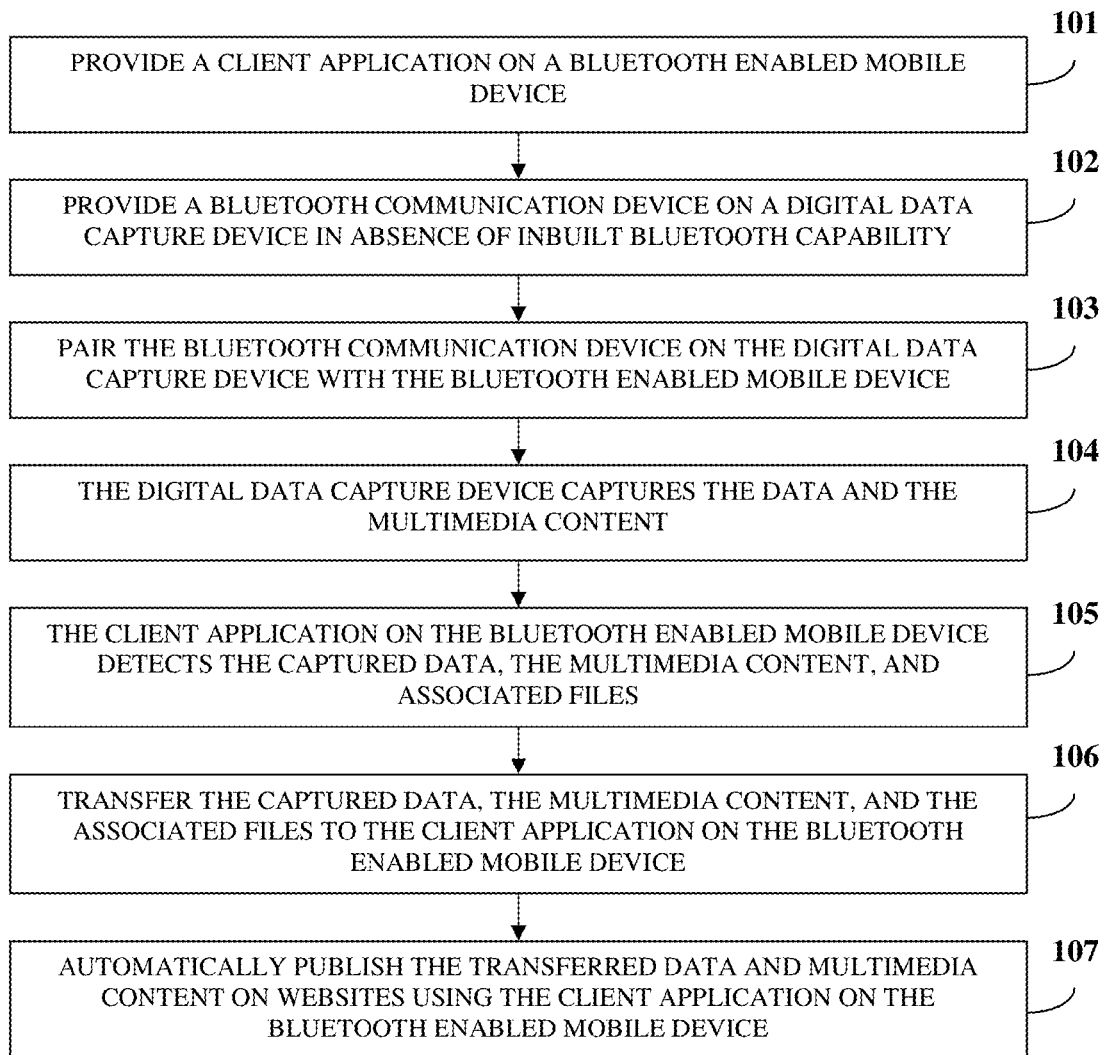 101
PROVIDE A CLIENT APPLICATION ON A BLUETOOTH ENABLED MOBILE
DEVICE
102
PROVIDE A BLUETOOTH COMMUNICATION DEVICE ON A DIGITAL DATA
CAPTURE DEVICE IN ABSENCE OF INBUILT BLUETOOTH CAPABILITY
103
PAIR THE BLUETOOTH COMMUNICATION DEVICE ON THE DIGITAL DATA
CAPTURE DEVICE WITH THE BLUETOOTH ENABLED MOBILE DEVICE
104
THE DIGITAL DATA CAPTURE DEVICE CAPTURES THE DATA AND THE
MULTIMEDIA CONTENT
105
THE CLIENT APPLICATION ON THE BLUETOOTH ENABLED MOBILE DEVICE
DETECTS THE CAPTURED DATA, THE MULTIMEDIA CONTENT, AND
ASSOCIATED FILES
106
TRANSFER THE CAPTURED DATA, THE MULTIMEDIA CONTENT, AND THE
ASSOCIATED FILES TO THE CLIENT APPLICATION ON THE BLUETOOTH
ENABLED MOBILE DEVICE
107
AUTOMATICALLY PUBLISH THE TRANSFERRED DATA AND MULTIMEDIA
CONTENT ON WEBSITES USING THE CLIENT APPLICATION ON THE
BLUETOOTH ENABLED MOBILE DEVICE